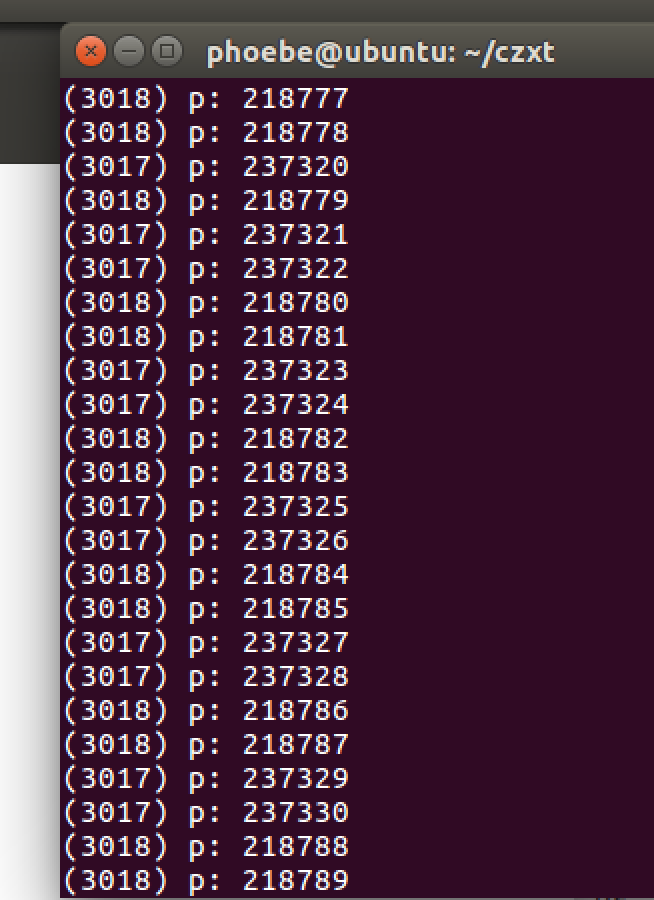 phoebe@ubuntu: ~/czxt
(3018) p: 218777
(3018) p: 218778
(3017) p: 237320
(3018) p: 218779
(3017) p: 237321
(3017) p: 237322
(3018) p: 218780
(3018) p: 218781
(3017) p: 237323
(3017) p: 237324
(3018) p: 218782
(3018) p: 218783
(3017) p: 237325
(3017) p: 237326
(3018) p: 218784
(3018) p: 218785
(3017) p: 237327
(3017) p: 237328
(3018) p: 218786
(3018) p: 218787
(3017) p: 237329
(3017) p: 237330
(3018) p: 218788
(3018) p: 218789